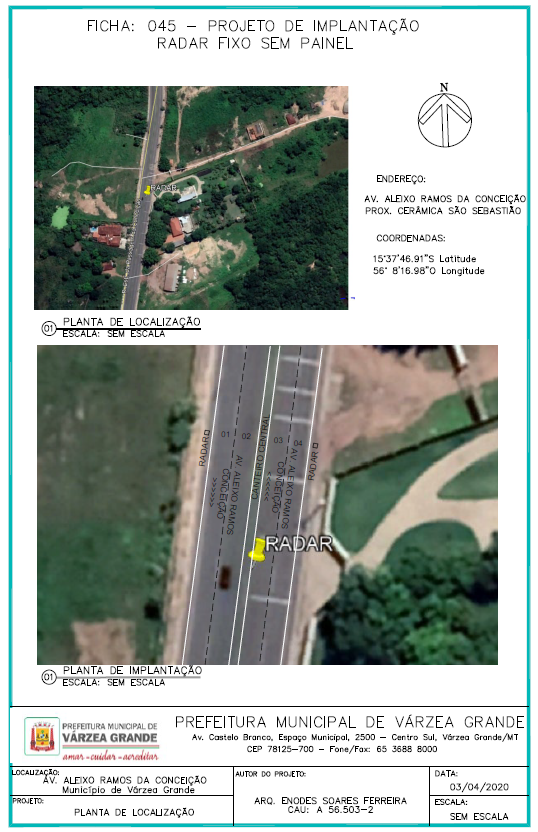 FICHA: 045 – PROJETO DE IMPLANTAÇÃO
RADAR FIXO SEM PAINEL
N
RADAR
ENDEREÇO:
AV. ALEIXO RAMOS DA CONCEIÇÃO
PROX. CERÂMICA SÃO SEBASTIÃO
COORDENADAS:
15°37'46.91"S Latitude
56° 8'16.98"O Longitude
01 PLANTA DE LOCALIZAÇÃO
ESCALA: SEM ESCALA
RADAR
01
02
CANTEIRO CENTRAL
03
04
RADAR
AV. ALEIXO RAMOS
CONCEIÇÃO
<<<<<<
AV. ALEIXO RAMOS
CONCEIÇÃO
<<<<<<
RADAR
01 PLANTA DE IMPLANTAÇÃO
ESCALA: SEM ESCALA
PREFEITURA MUNICIPAL DE
VÁRZEA GRANDE
amar - cuidar - acreditar
PREFEITURA MUNICIPAL DE VÁRZEA GRANDE
Av. Castelo Branco, Espaço Municipal, 2500 – Centro Sul, Várzea Grande/MT
CEP 78125–700 – Fone/Fax: 65 3688 8000
LOCALIZAÇÃO:
AV. ALEIXO RAMOS DA CONCEIÇÃO
Município de Várzea Grande
PROJETO:
PLANTA DE LOCALIZAÇÃO
AUTOR DO PROJETO:
ARQ. ENODES SOARES FERREIRA
CAU: A 56.503–2
DATA:
03/04/2020
ESCALA:
SEM ESCALA